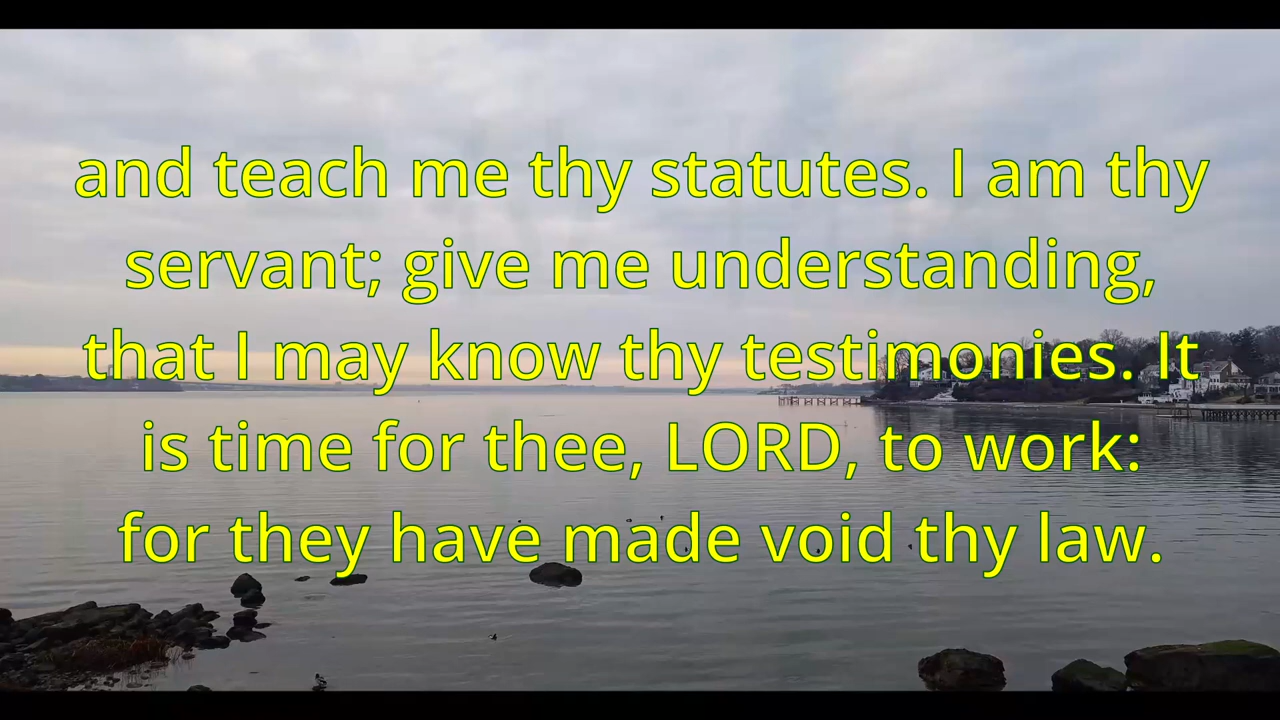 and teach me thy statutes. I am thy
servant; give me understanding,
that I may know thy testimonies. It
is time for thee, LORD, to work:
for they have made void thy law.